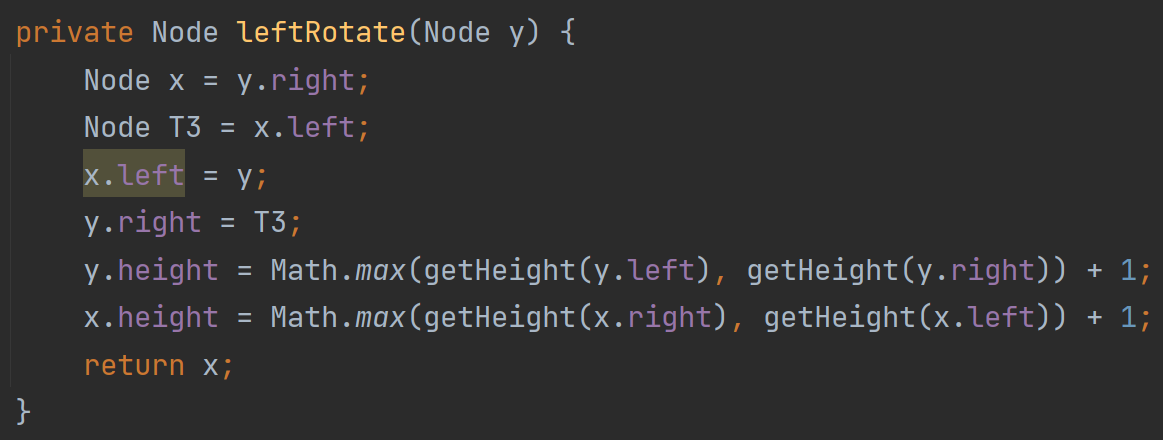 private Node leftRotate(Node y) {
    Node x = y.right;
    Node T3 = x.left;
    x.left = y;
    y.right = T3;
    y.height = Math.max(getHeight(y.left), getHeight(y.right)) + 1;
    x.height = Math.max(getHeight(x.right), getHeight(x.left)) + 1;
    return x;
}